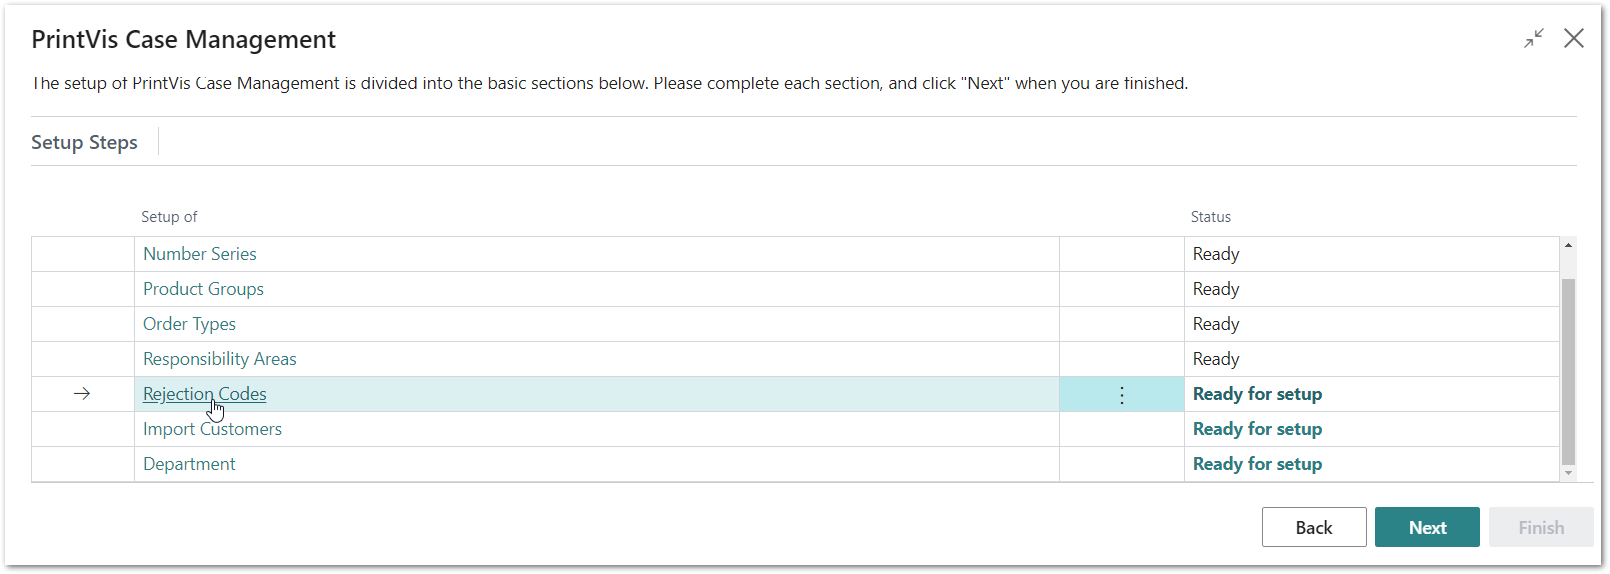 PrintVis Case Management
The setup of PrintVis Case Management is divided into the basic sections below. Please complete each section, and click "Next" when you are finished.
Setup Steps
Setup of Status
Number Series Ready
Product Groups Ready
Order Types Ready
Responsibility Areas Ready
Rejection Codes Ready for setup
Import Customers Ready for setup
Department Ready for setup
Back Next Finish